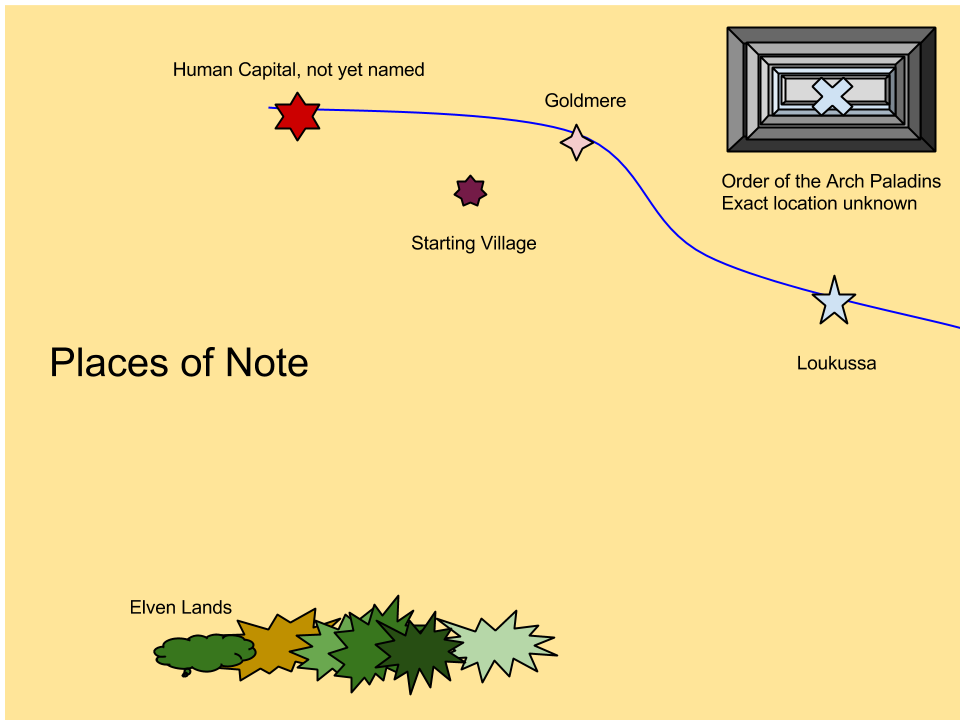 Human Capital, not yet named
Goldmere
Order of the Arch Paladins
Exact location unknown
Starting Village
Places of Note
Loukussa
Elven Lands